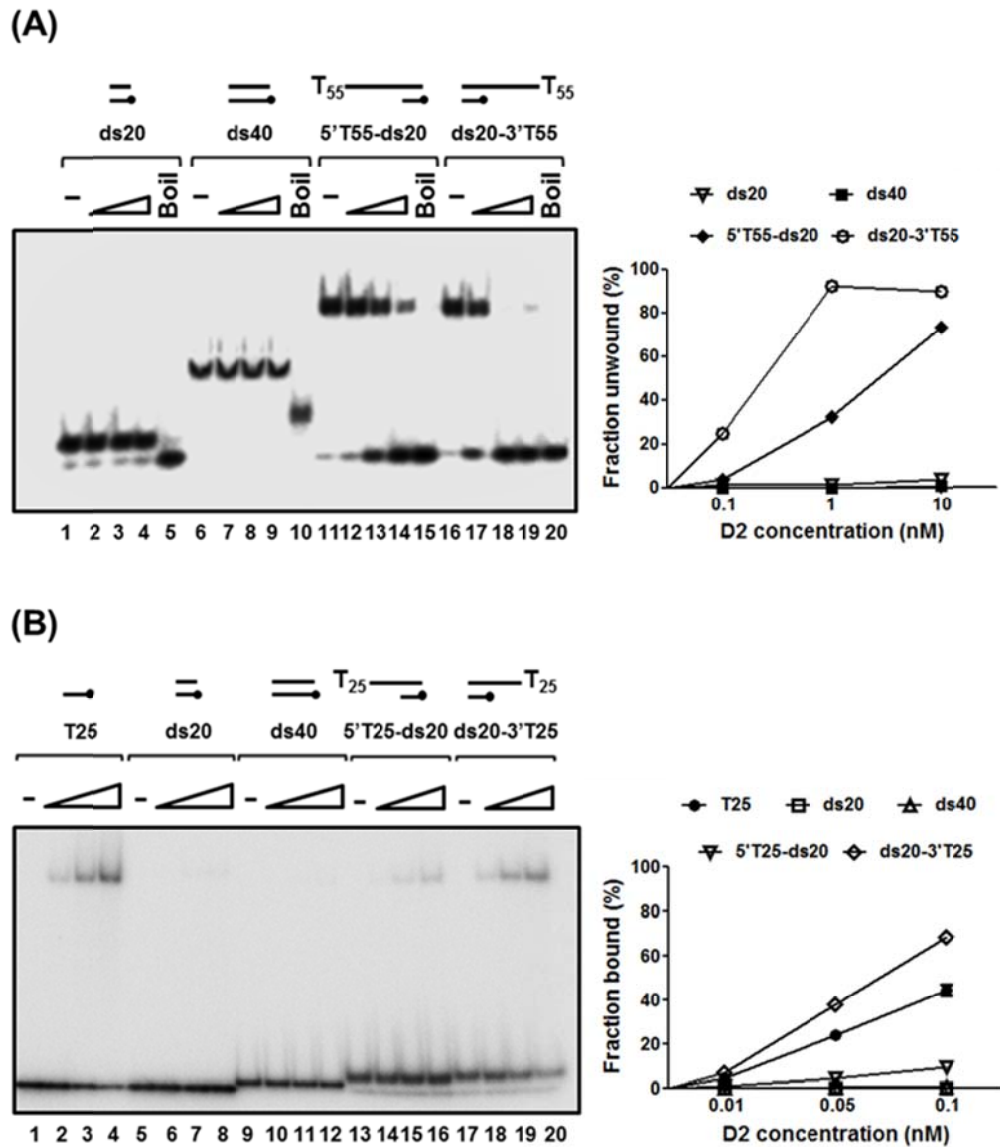 (A)
T55 T55
ds20 ds40 5'T55-ds20 ds20-3'T55
– Boil – Boil – Boil – Boil
1 2 3 4 5 6 7 8 9 10 11 12 13 14 15 16 17 18 19 20
ds20 ds40
5'T55-ds20 ds20-3'T55
Fraction unwound (%)
100
80
60
40
20
0
0.1 1 10
D2 concentration (nM)
(B)
T25 T25
T25 ds20 ds40 5'T25-ds20 ds20-3'T25
– – – – –
1 2 3 4 5 6 7 8 9 10 11 12 13 14 15 16 17 18 19 20
T25 ds20 ds40
5'T25-ds20 ds20-3'T25
Fraction bound (%)
100
80
60
40
20
0
0.01 0.05 0.1
D2 concentration (nM)